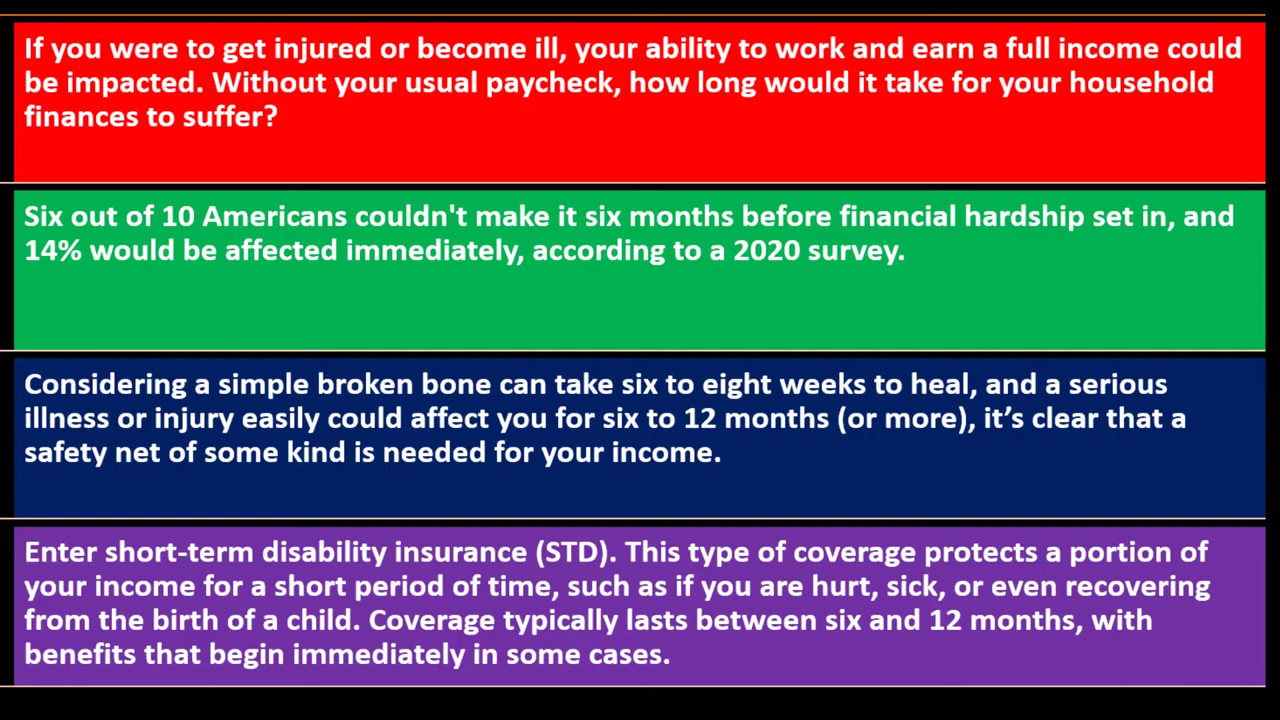 If you were to get injured or become ill, your ability to work and earn a full income could
be impacted. Without your usual paycheck, how long would it take for your household
finances to suffer?
Six out of 10 Americans couldn't make it six months before financial hardship set in, and
14% would be affected immediately, according to a 2020 survey.
Considering a simple broken bone can take six to eight weeks to heal, and a serious
illness or injury easily could affect you for six to 12 months (or more), it’s clear that a
safety net of some kind is needed for your income.
Enter short-term disability insurance (STD). This type of coverage protects a portion of
your income for a short period of time, such as if you are hurt, sick, or even recovering
from the birth of a child. Coverage typically lasts between six and 12 months, with
benefits that begin immediately in some cases.